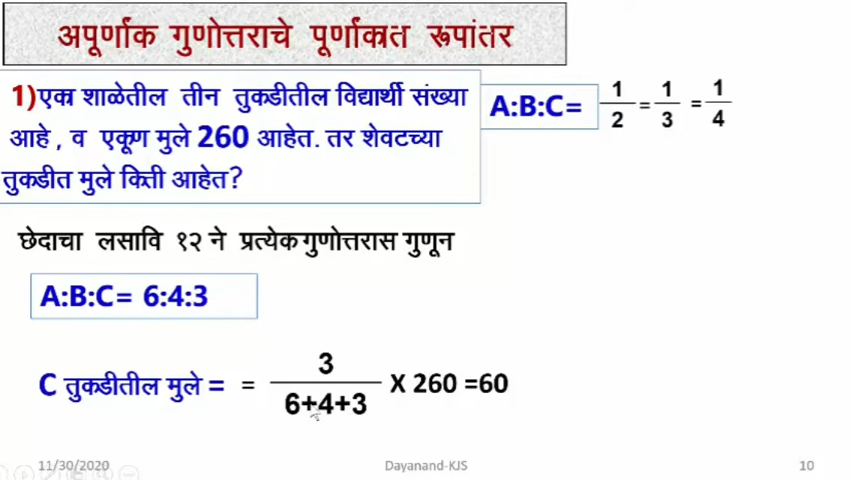 अपूर्णांक गुणोत्तराचे पूर्णांकात रूपांतर
1)एका शाळेतील तीन तुकडीतील विद्यार्थी संख्या
आहे , व एकूण मुले 260 आहेत. तर शेवटच्या
तुकडीत मुले किती आहेत?
A:B:C= 1/2 = 1/3 = 1/4
छेदाचा लसावि १२ ने प्रत्येकगुणोत्तरास गुणून
A:B:C= 6:4:3
C तुकडीतील मुले = = 3/6+4+3 X 260 =60
11/30/2020 Dayanand-KJS 10